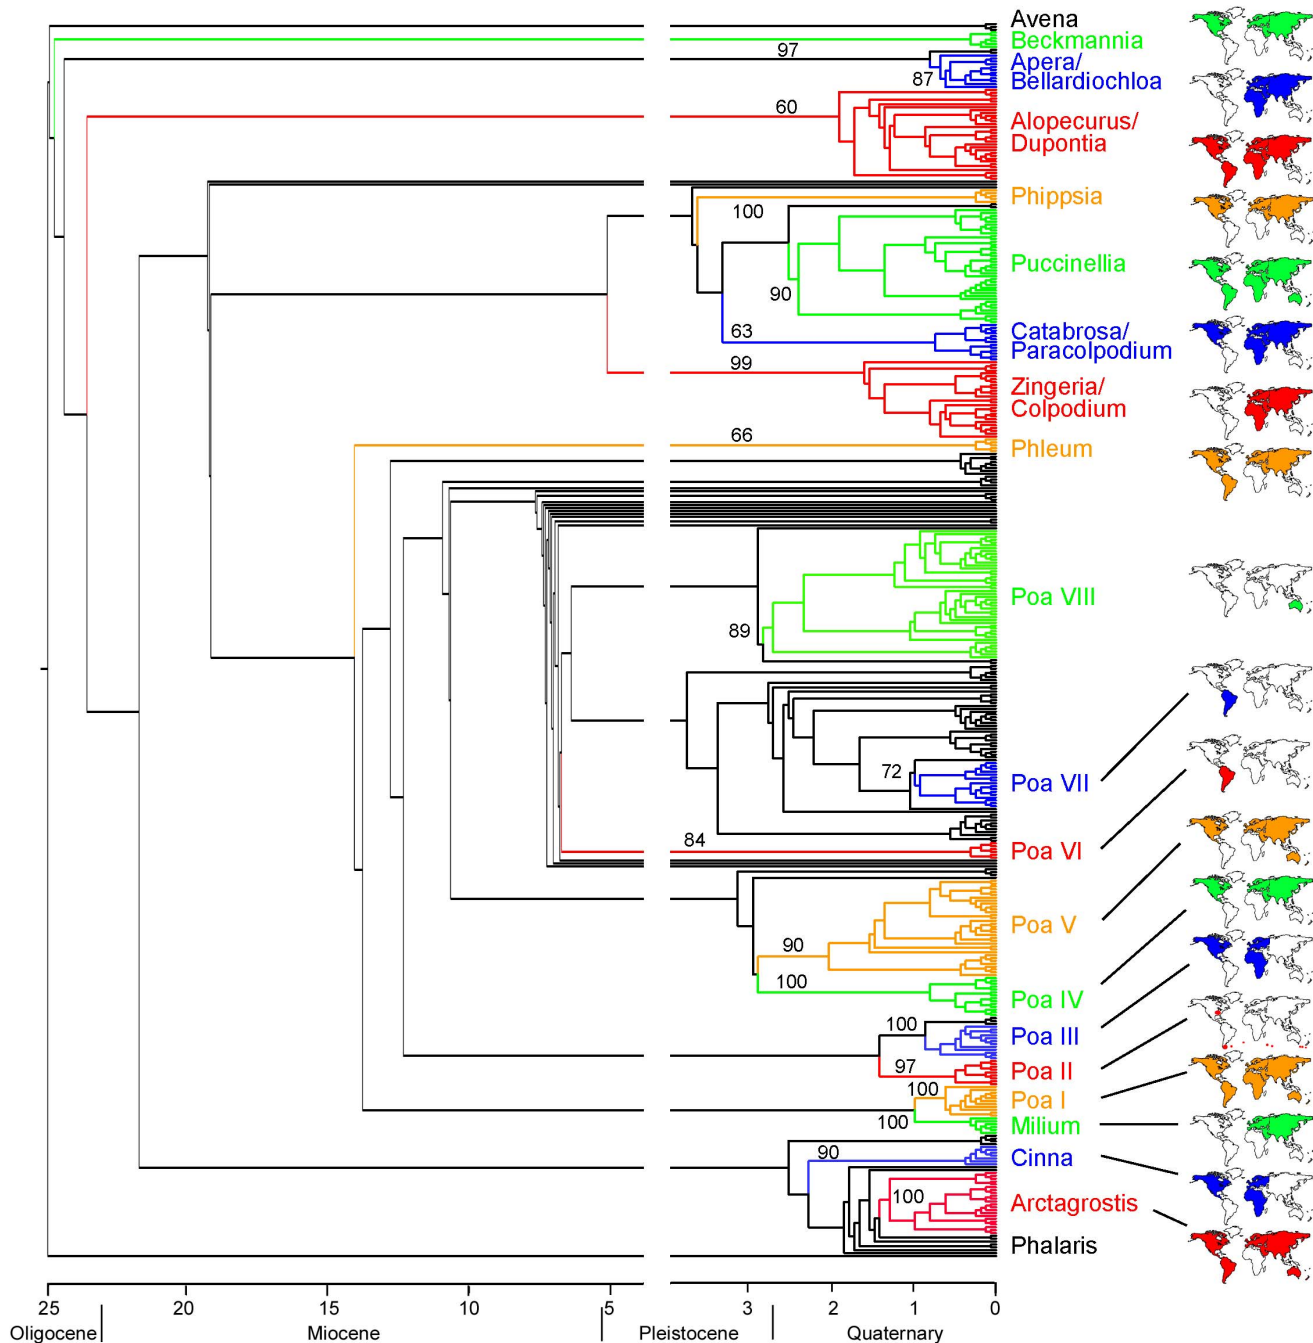 Avena
Beckmannia
97
Apera/
87
Bellardiochloa
60
Alopecurus/
Dupontia
Phippsia
100
Puccinellia
90
63
Catabrosa/
Paracolpodium
99
Zingeria/
Colpodium
66
Phleum
Poa VIII
89
72
Poa VII
84
Poa VI
Poa V
90
100
Poa IV
100
Poa III
97
Poa II
100
Poa I
100
Milium
90
Cinna
100
Arctagrostis
Phalaris
25 20 15 10 5 3 2 1 0
Oligocene Miocene Pleistocene Quaternary